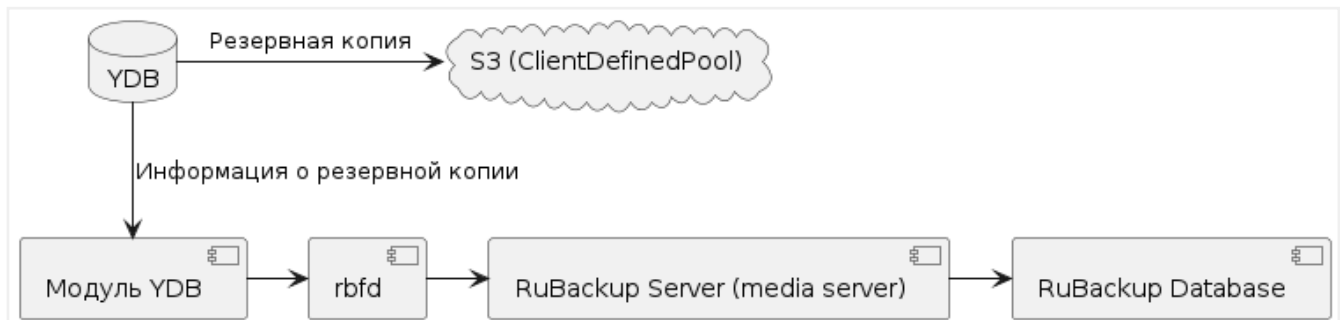 Резервная копия
YDB
S3 (ClientDefinedPool)
Информация о резервной копии
Модуль YDB
rbfd
RuBackup Server (media server)
RuBackup Database